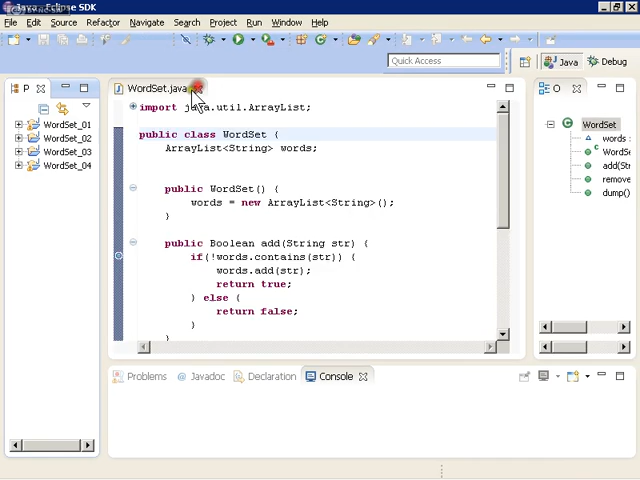 Java - Eclipse SDK
File Edit Source Refactor Navigate Search Project Run Window Help
Quick Access
Java Debug
P
WordSet_01
WordSet_02
WordSet_03
WordSet_04
WordSet.java
import java.util.ArrayList;
public class WordSet {
ArrayList<String> words;
public WordSet() {
words = new ArrayList<String>();
}
public Boolean add(String str) {
if(!words.contains(str)) {
words.add(str);
return true;
} else {
return false;
}
}
O
WordSet
words :
WordSe
add(Str
remove
dump()
Problems @ Javadoc Declaration Console